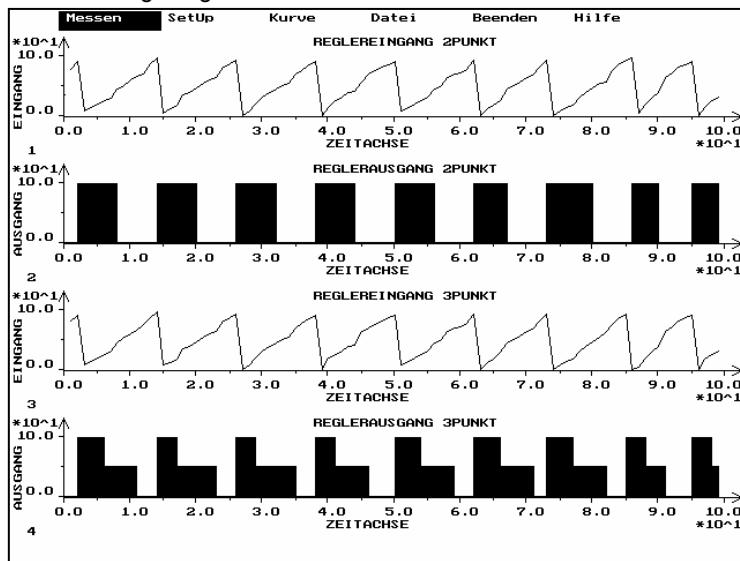 Messen SetUp Kurve Datei Beenden Hilfe
*10^1
REGLEREINGANG 2PUNKT
10.0
EINGANG
0.0
0.0 1.0 2.0 3.0 4.0 5.0 6.0 7.0 8.0 9.0 10.0
ZEITACHSE
*10^1
1
*10^1
REGLERAUSGANG 2PUNKT
10.0
AUSGANG
0.0
0.0 1.0 2.0 3.0 4.0 5.0 6.0 7.0 8.0 9.0 10.0
ZEITACHSE
*10^1
2
*10^1
REGLEREINGANG 3PUNKT
10.0
EINGANG
0.0
0.0 1.0 2.0 3.0 4.0 5.0 6.0 7.0 8.0 9.0 10.0
ZEITACHSE
*10^1
3
*10^1
REGLERAUSGANG 3PUNKT
10.0
AUSGANG
0.0
0.0 1.0 2.0 3.0 4.0 5.0 6.0 7.0 8.0 9.0 10.0
ZEITACHSE
*10^1
4